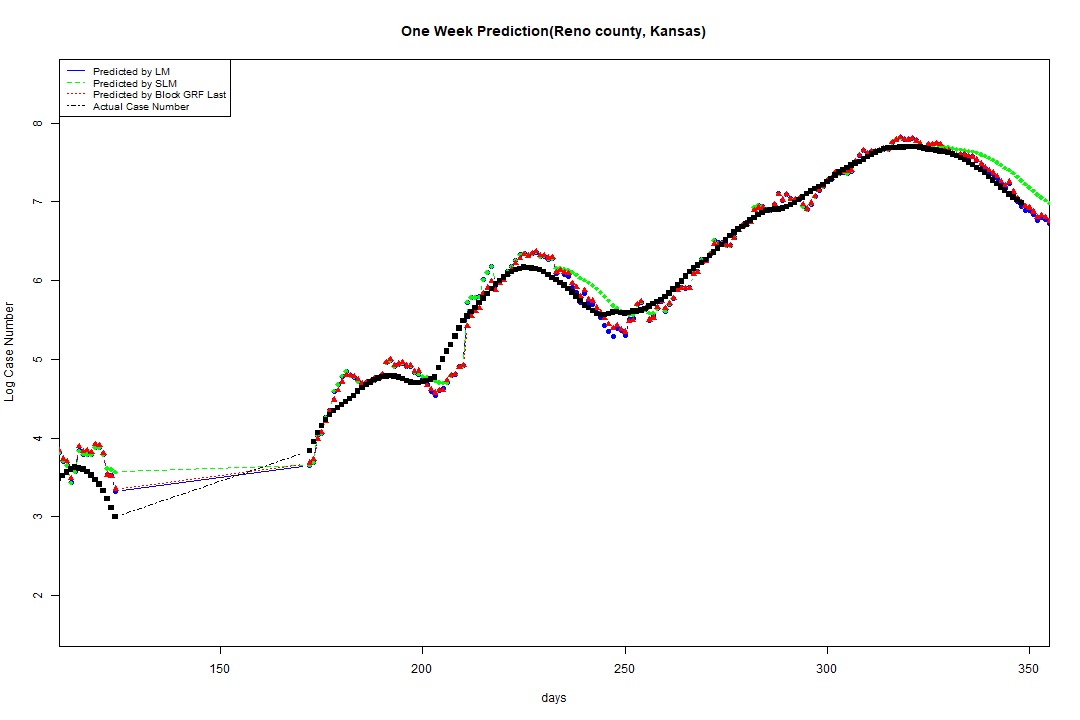 One Week Prediction(Reno county, Kansas)
Predicted by LM
Predicted by SLM
Predicted by Block GRF Last
Actual Case Number
8
7
6
5
4
3
2
Log Case Number
150 200 250 300 350
days